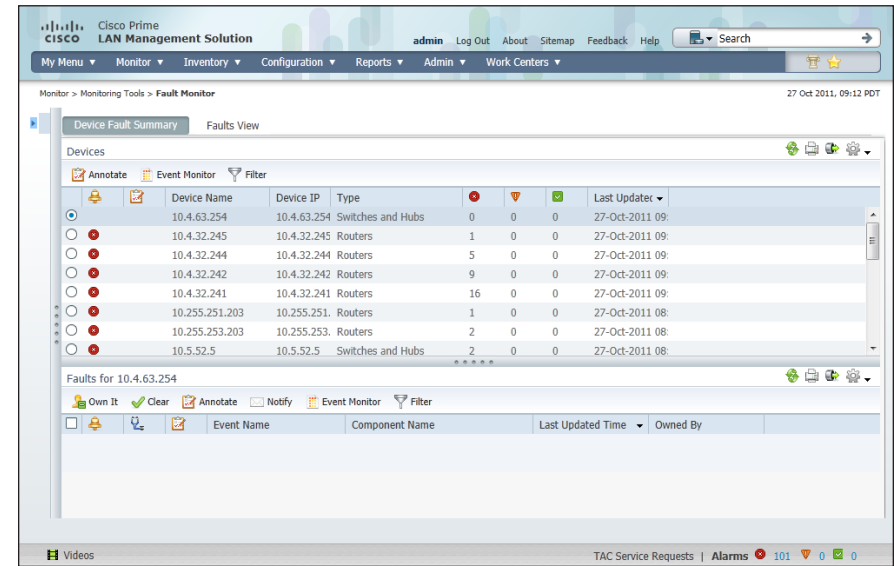 Cisco Prime
CISCO LAN Management Solution
admin Log Out About Sitemap Feedback Help Search
My Menu Monitor Inventory Configuration Reports Admin Work Centers
Monitor > Monitoring Tools > Fault Monitor 27 Oct 2011, 09:12 PDT
Device Fault Summary Faults View
Devices
Annotate Event Monitor Filter
Device Name Device IP Type Last Updated
10.4.63.254 10.4.63.254 Switches and Hubs 0 0 0 27-Oct-2011 09:
10.4.32.245 10.4.32.245 Routers 1 0 0 27-Oct-2011 09:
10.4.32.244 10.4.32.244 Routers 5 0 0 27-Oct-2011 09:
10.4.32.242 10.4.32.242 Routers 9 0 0 27-Oct-2011 09:
10.4.32.241 10.4.32.241 Routers 16 0 0 27-Oct-2011 09:
10.255.251.203 10.255.251. Routers 1 0 0 27-Oct-2011 08:
10.255.253.203 10.255.253. Routers 2 0 0 27-Oct-2011 08:
10.5.52.5 10.5.52.5 Switches and Hubs 2 0 0 27-Oct-2011 08:
Faults for 10.4.63.254
Own It Clear Annotate Notify Event Monitor Filter
Event Name Component Name Last Updated Time Owned By
Videos TAC Service Requests | Alarms 101 0 0